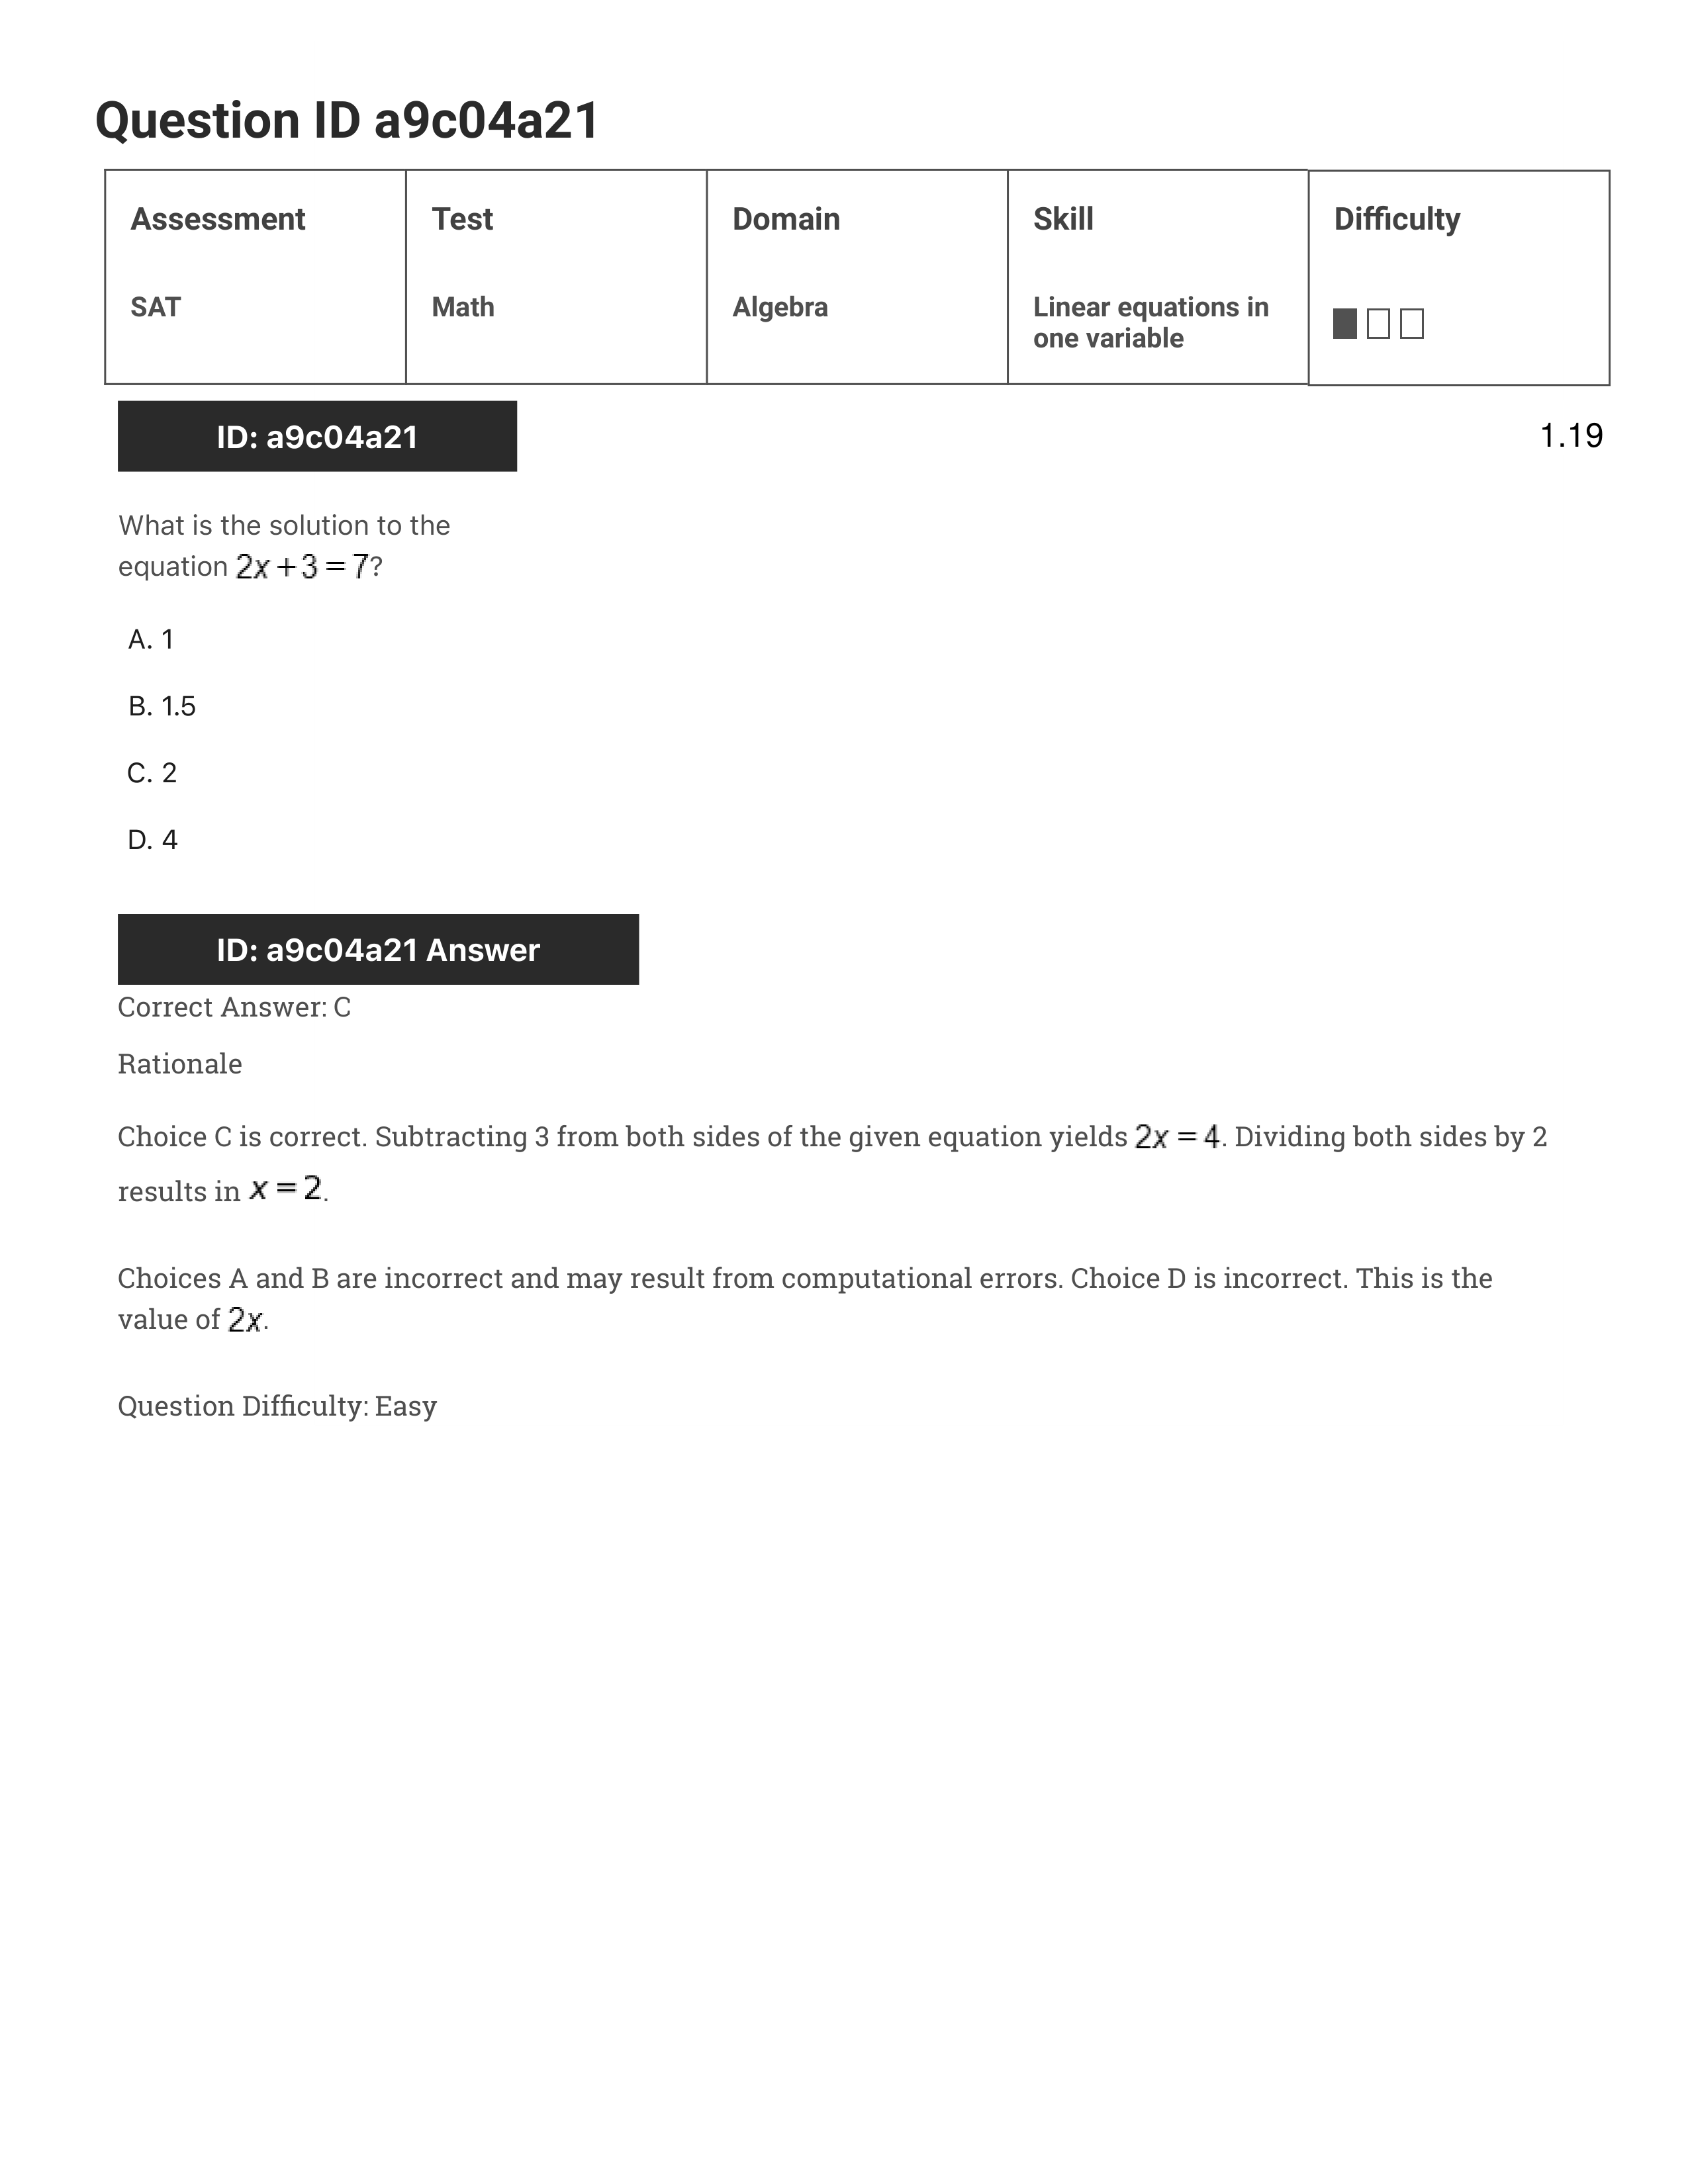 Question ID a9c04a21
Assessment
Test
Domain
Skill
Difficulty
SAT
Math
Algebra
Linear equations in
one variable
ID: a9c04a21
1.19
What is the solution to the
equation 2x + 3 = 7?
A. 1
B. 1.5
C. 2
D. 4
ID: a9c04a21 Answer
Correct Answer: C
Rationale
Choice C is correct. Subtracting 3 from both sides of the given equation yields 2x = 4. Dividing both sides by 2
results in x = 2.
Choices A and B are incorrect and may result from computational errors. Choice D is incorrect. This is the
value of 2x.
Question Difficulty: Easy